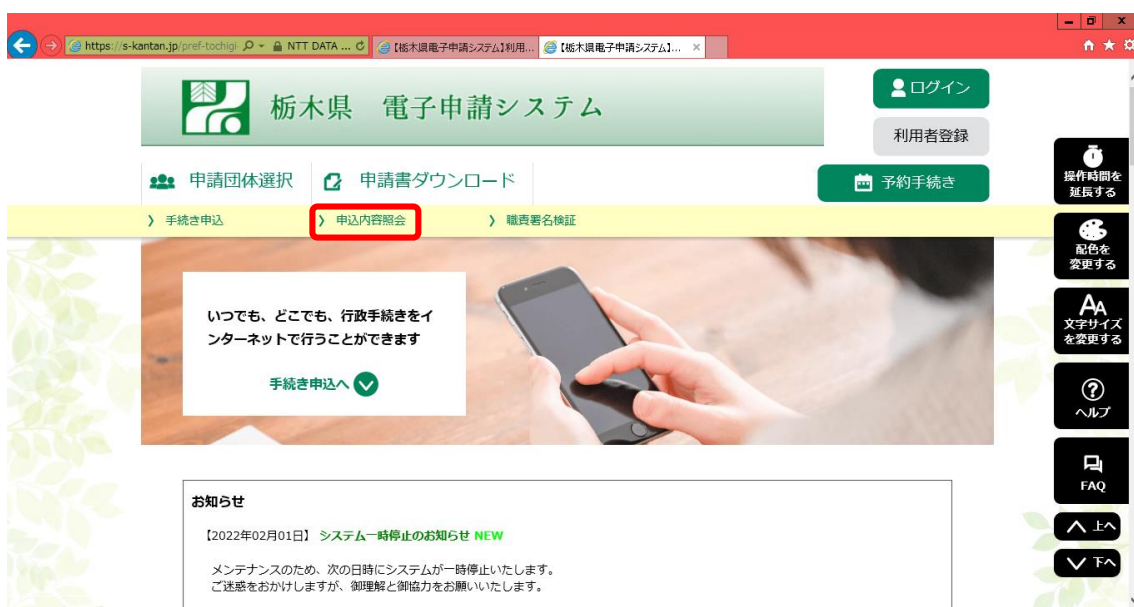 https://s-kantan.jp/pref-tochigi
NTT DATA ...
【栃木県電子申請システム】利用...
【栃木県電子申請システム】...
栃木県 電子申請システム
ログイン
利用者登録
申請団体選択
申請書ダウンロード
予約手続き
手続き申込
申込内容照会
職責署名検証
操作時間を
延長する
配色を
変更する
AA
文字サイズ
を変更する
ヘルプ
FAQ
上へ
下へ
いつでも、どこでも、行政手続きをイ
ンターネットで行うことができます
手続き申込へ
お知らせ
【2022年02月01日】 システム一時停止のお知らせ NEW
メンテナンスのため、次の日時にシステムが一時停止いたします。
ご迷惑をおかけしますが、御理解と御協力をお願いいたします。